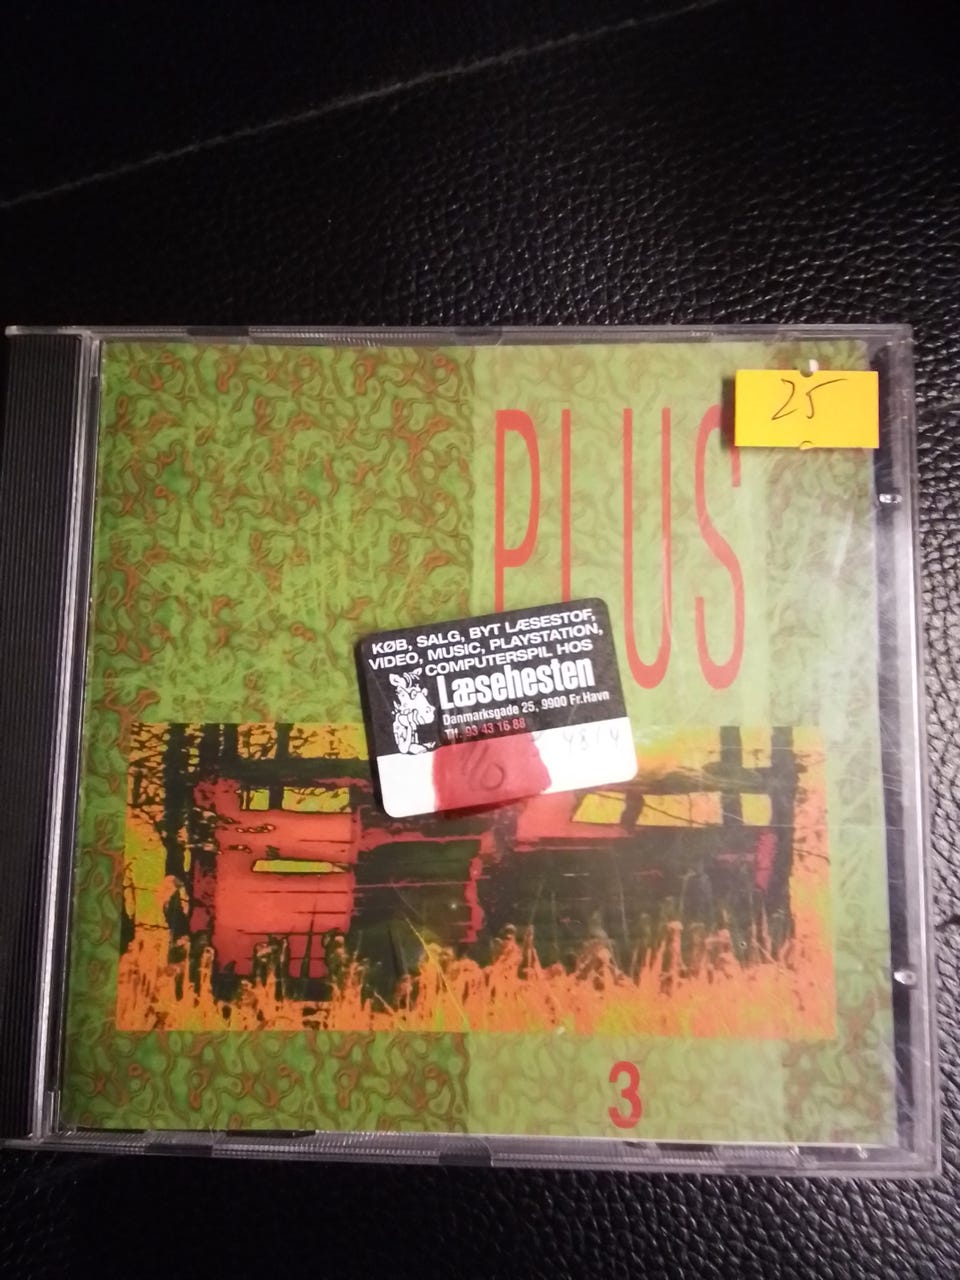 25
PLUS
KØB, SALG, BYT LÆSESTOF,
VIDEO, MUSIC, PLAYSTATION,
COMPUTERSPIL HOS
Læsehesten
Danmarksgade 25, 9900 Fr.Havn
Tlf. 93 43 16 88
3